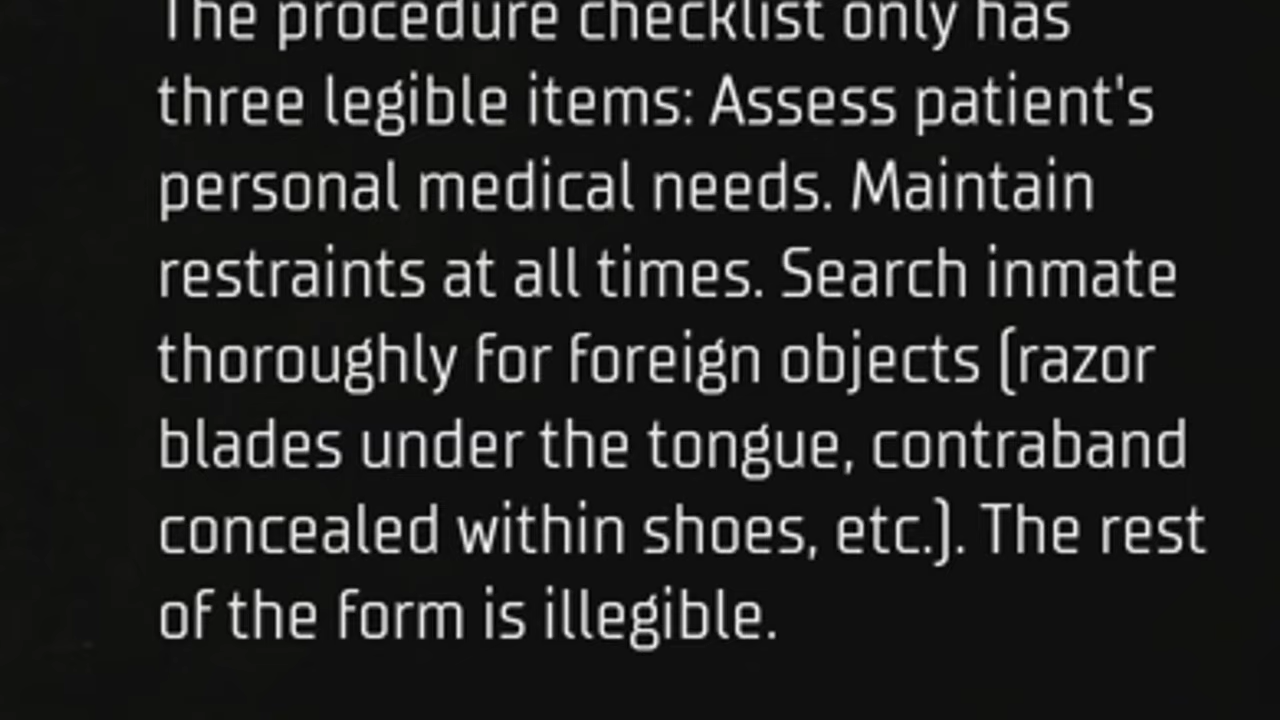 The procedure checklist only has
three legible items: Assess patient's
personal medical needs. Maintain
restraints at all times. Search inmate
thoroughly for foreign objects (razor
blades under the tongue, contraband
concealed within shoes, etc.). The rest
of the form is illegible.